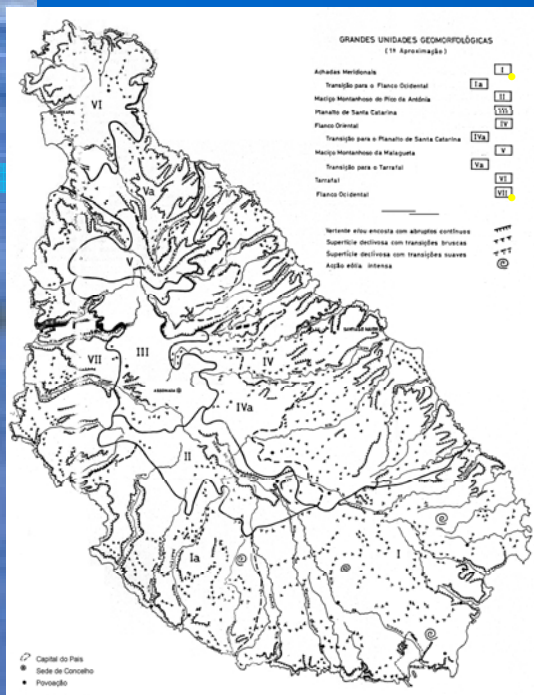 GRANDES UNIDADES GEOMORFOLÓGICAS
(1ª Aproximação)
Achadas Meridionais I
Transição para o Flanco Ocidental Ia
Maciço Montanhoso do Pico da Antónia II
Planalto de Santa Catarina
Flanco Oriental IV
Transição para o Planalto de Santa Catarina IVa
Maciço Montanhoso da Malagueta V
Transição para o Tarrafal Va
Tarrafal VI
Flanco Ocidental VII
Vertente e/ou encosta com abruptos contínuos
Superfície declivosa com transições bruscas
Superfície declivosa com transições suaves
Acção eólia intensa
VI
Va
V
III
VII
IV
ASSOMADA
IVa
II
Ia
I
Capital do País
Sede de Concelho
Povoação